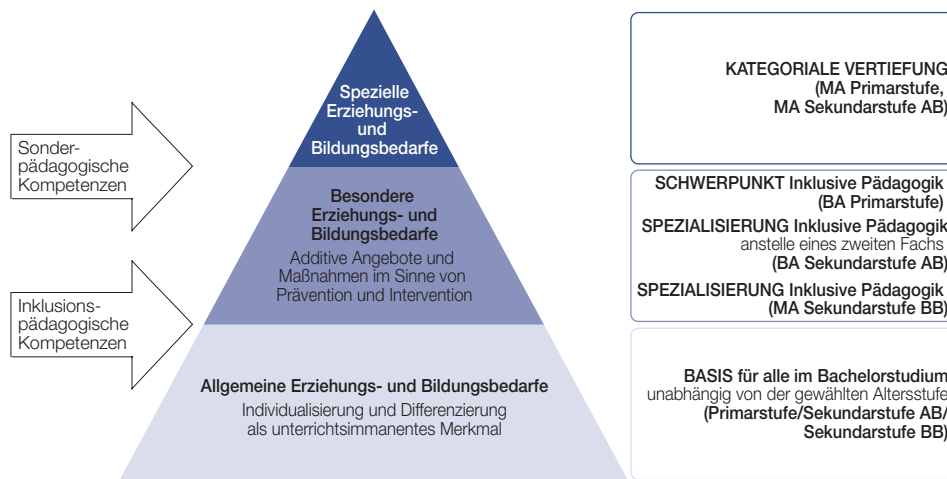 Sonder-
pädagogische
Kompetenzen
Inklusions-
pädagogische
Kompetenzen
Spezielle
Erziehungs-
und
Bildungsbedarfe
Besondere
Erziehungs- und
Bildungsbedarfe
Additive Angebote und
Maßnahmen im Sinne von
Prävention und Intervention
Allgemeine Erziehungs- und Bildungsbedarfe
Individualisierung und Differenzierung
als unterrichtsimmanentes Merkmal
KATEGORIALE VERTIEFUNG
(MA Primarstufe,
MA Sekundarstufe AB)
SCHWERPUNKT Inklusive Pädagogik
(BA Primarstufe)
SPEZIALISIERUNG Inklusive Pädagogik
anstelle eines zweiten Fachs
(BA Sekundarstufe AB)
SPEZIALISIERUNG Inklusive Pädagogik
(MA Sekundarstufe BB)
BASIS für alle im Bachelorstudium
unabhängig von der gewählten Altersstufe
(Primarstufe/Sekundarstufe AB/
Sekundarstufe BB)